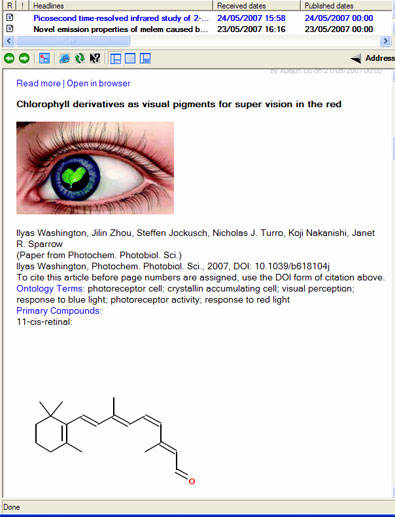 R ! Headlines Received dates Published dates
Picosecond time-resolved infrared study of 2-... 24/05/2007 15:58 24/05/2007 00:00
Novel emission properties of melem caused b... 23/05/2007 16:16 23/05/2007 00:00
Address
on 21/05/2007 00:00
Read more | Open in browser
Chlorophyll derivatives as visual pigments for super vision in the red
Ilyas Washington, Jilin Zhou, Steffen Jockusch, Nicholas J. Turro, Koji Nakanishi, Janet
R. Sparrow
(Paper from Photochem. Photobiol. Sci.)
Ilyas Washington, Photochem. Photobiol. Sci., 2007, DOI: 10.1039/b618104j
To cite this article before page numbers are assigned, use the DOI form of citation above.
Ontology Terms: photoreceptor cell; crystallin accumulating cell; visual perception;
response to blue light; photoreceptor activity; response to red light
Primary Compounds:
11-cis-retinal:
O
Done